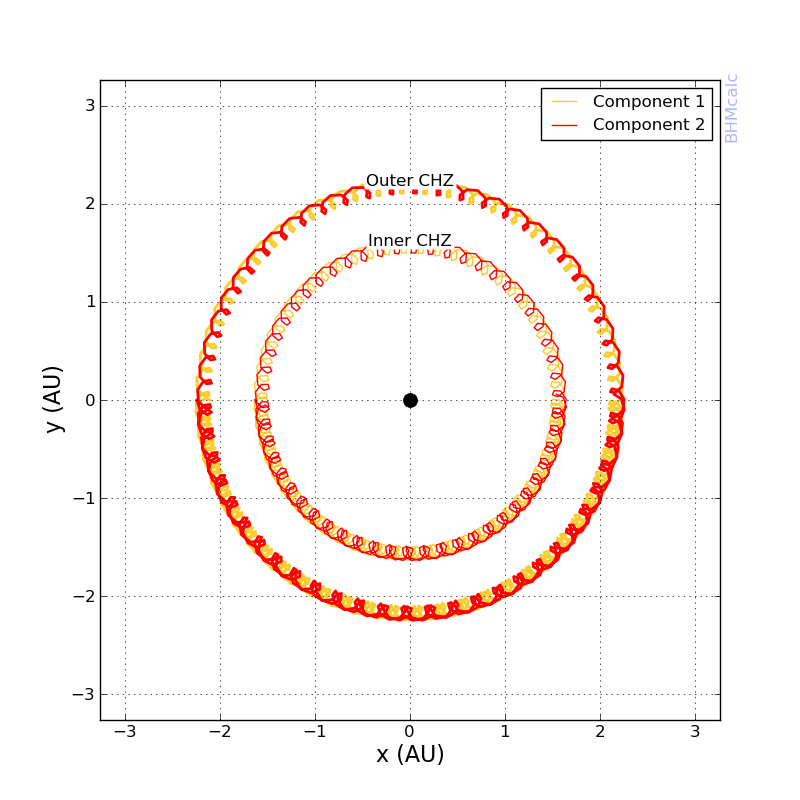 Component 1
Component 2
BHMcalc
Outer CHZ
Inner CHZ
3
2
1
0
−1
−2
−3
y (AU)
−3 −2 −1 0 1 2 3
x (AU)